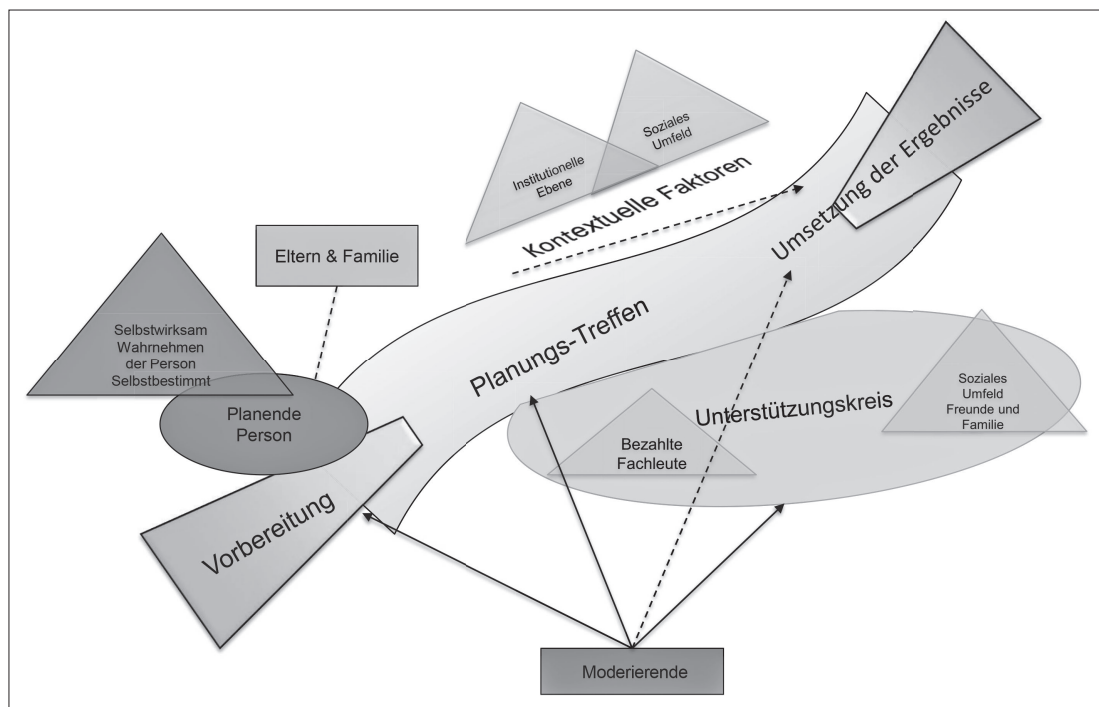 Soziales
Umfeld
Institutionelle
Ebene
Kontextuelle Faktoren
Umsetzung der Ergebnisse
Eltern & Familie
Selbstwirksam
Wahrnehmen
der Person
Selbstbestimmt
Planende
Person
Planungs-Treffen
Unterstützungskreis
Soziales
Umfeld
Freunde und
Familie
Bezahlte
Fachleute
Vorbereitung
Moderierende